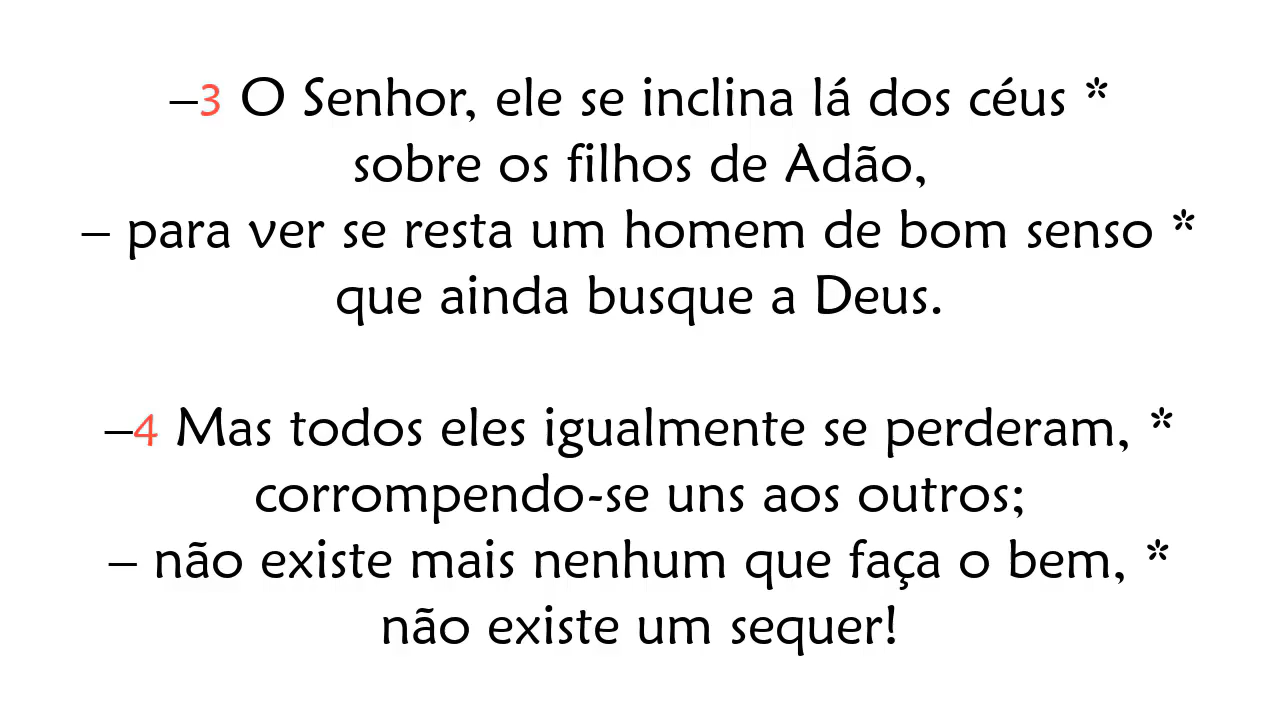 –3 O Senhor, ele se inclina lá dos céus *
sobre os filhos de Adão,
– para ver se resta um homem de bom senso *
que ainda busque a Deus.
–4 Mas todos eles igualmente se perderam, *
corrompendo-se uns aos outros;
– não existe mais nenhum que faça o bem, *
não existe um sequer!